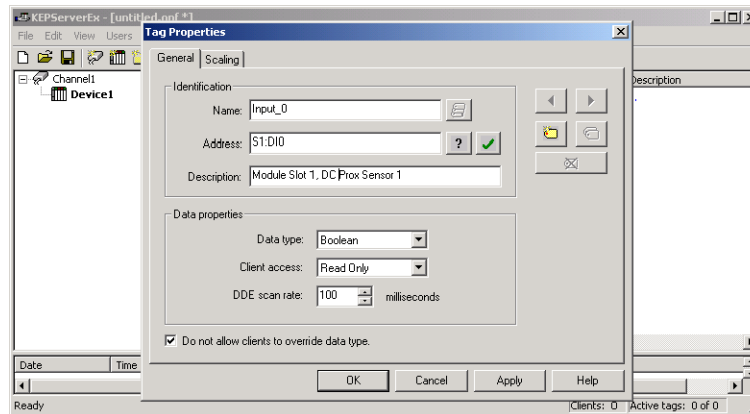 KEPServerEx - [untitled.opf *]
File Edit View Users
Tag Properties
General Scaling
Channel1
Device1
Description
Identification
Name: Input_0
Address: S1:DI0 ?
Description: Module Slot 1, DC Prox Sensor 1
Data properties
Data type: Boolean
Client access: Read Only
DDE scan rate: 100 milliseconds
Do not allow clients to override data type.
Date Time
OK Cancel Apply Help
Ready Clients: 0 Active tags: 0 of 0